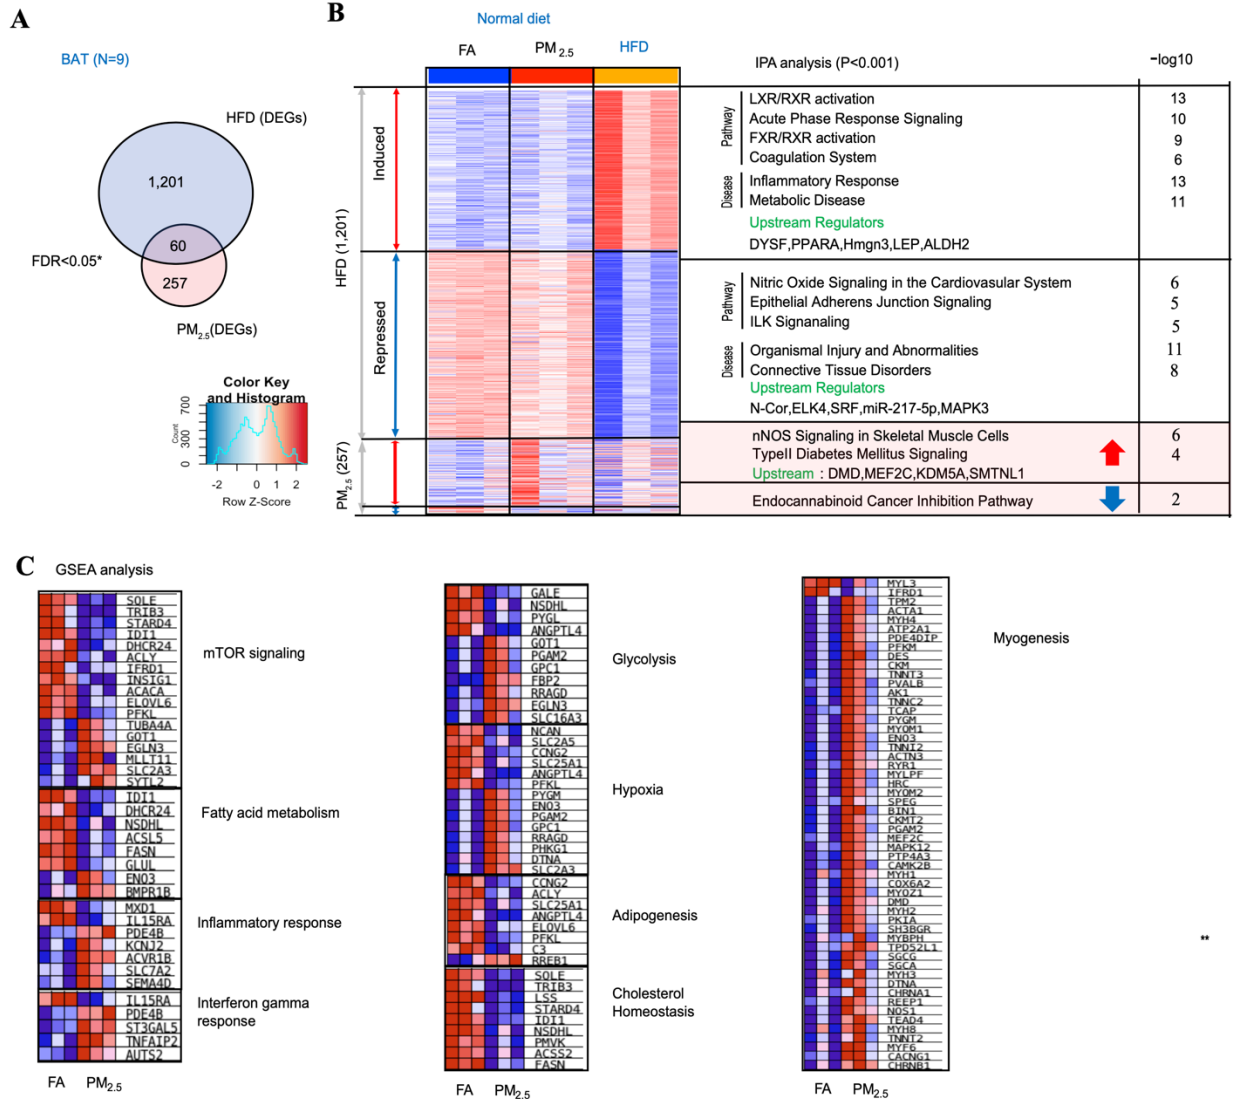 A
BAT (N=9)
HFD (DEGs)
1,201
60
FDR<0.05*
257
PM2.5(DEGs)
Color Key
and Histogram
Count
0 300 700
-2 -1 0 1 2
Row Z-Score
B
Normal diet
FA PM 2.5 HFD
IPA analysis (P<0.001) −log10
HFD (1,201)
Induced
Pathway
LXR/RXR activation 13
Acute Phase Response Signaling 10
FXR/RXR activation 9
Coagulation System 6
Disease
Inflammatory Response 13
Metabolic Disease 11
Upstream Regulators
DYSF,PPARA,Hmgn3,LEP,ALDH2
Repressed
Pathway
Nitric Oxide Signaling in the Cardiovascular System 6
Epithelial Adherens Junction Signaling 5
ILK Signanaling 5
Disease
Organismal Injury and Abnormalities 11
Connective Tissue Disorders 8
Upstream Regulators
N-Cor,ELK4,SRF,miR-217-5p,MAPK3
PM2.5 (257)
nNOS Signaling in Skeletal Muscle Cells 6
TypeII Diabetes Mellitus Signaling 4
Upstream : DMD,MEF2C,KDM5A,SMTNL1
Endocannabinoid Cancer Inhibition Pathway 2
C
GSEA analysis
SQLE
TRIB3
STARD4
IDI1
DHCR24
ACLY
IFRD1
INSIG1
ACACA
ELOVL6
PFKL
TUBA4A
GOT1
EGLN3
MLLT11
SLC2A3
SYTL2
mTOR signaling
IDI1
DHCR24
NSDHL
ACSL5
FASN
GLUL
ENO3
BMPR1B
Fatty acid metabolism
MXD1
IL15RA
PDE4B
KCNJ2
ACVR1B
SLC7A2
SEMA4D
Inflammatory response
IL15RA
PDE4B
ST3GAL5
TNFAIP2
AUTS2
Interferon gamma
response
FA PM2.5
GALE
NSDHL
PYGL
ANGPTL4
GOT1
PGAM2
GPC1
FBP2
RRAGD
EGLN3
SLC16A3
Glycolysis
NCAN
SLC2A5
CCNG2
SLC25A1
ANGPTL4
PFKL
PYGM
ENO3
PGAM2
GPC1
RRAGD
PHKG1
DTNA
SLC2A3
Hypoxia
CCNG2
ACLY
SLC25A1
ANGPTL4
ELOVL6
PFKL
C3
RREB1
Adipogenesis
SQLE
TRIB3
LSS
STARD4
IDI1
NSDHL
PMVK
ACSS2
FASN
Cholesterol
Homeostasis
FA PM2.5
MYL3
IFRD1
TPM2
ACTA1
MYH4
ATP2A1
PDE4DIP
PFKM
DES
CKM
TNNT3
PVALB
AK1
TNNC2
TCAP
PYGM
MYOM1
ENO3
TNNI2
ACTN3
RYR1
MYLPF
HRC
MYOM2
SPEG
BIN1
CKMT2
PGAM2
MEF2C
MAPK12
PTP4A3
CAMK2B
MYH1
COX6A2
MYOZ1
DMD
MYH2
PKIA
SH3BGR
MYBPH
TPD52L1
SGCG
SGCA
MYH3
DTNA
CHRNA1
REEP1
NOS1
TEAD4
MYH8
TNNT2
MYF6
CACNG1
CHRNB1
Myogenesis
**
FA PM2.5